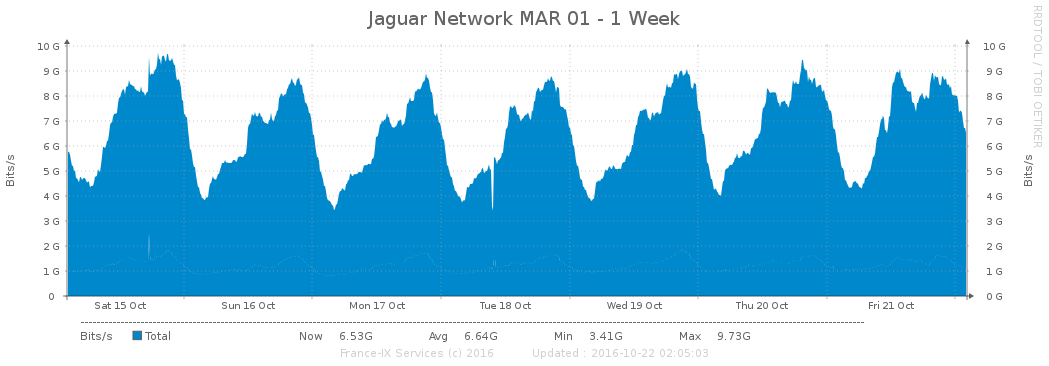 Jaguar Network MAR 01 - 1 Week
RRDTOOL / TOBI OETIKER
Bits/s
10 G
9 G
8 G
7 G
6 G
5 G
4 G
3 G
2 G
1 G
0
10 G
9 G
8 G
7 G
6 G
5 G
4 G
3 G
2 G
1 G
0 G
Bits/s
Sat 15 Oct Sun 16 Oct Mon 17 Oct Tue 18 Oct Wed 19 Oct Thu 20 Oct Fri 21 Oct
Bits/s Total Now 6.53G Avg 6.64G Min 3.41G Max 9.73G
France-IX Services (c) 2016 Updated : 2016-10-22 02:05:03